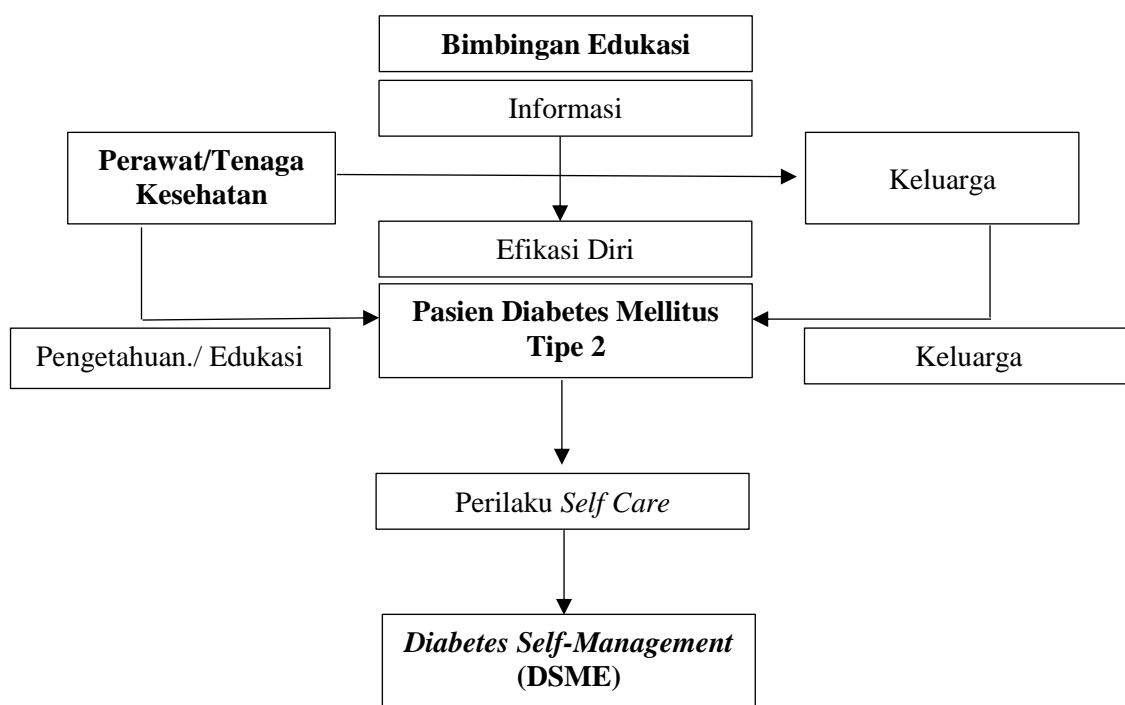 Bimbingan Edukasi
Informasi
Perawat/Tenaga
Kesehatan
Keluarga
Efikasi Diri
Pasien Diabetes Mellitus
Tipe 2
Pengetahuan./ Edukasi
Keluarga
Perilaku Self Care
Diabetes Self-Management
(DSME)